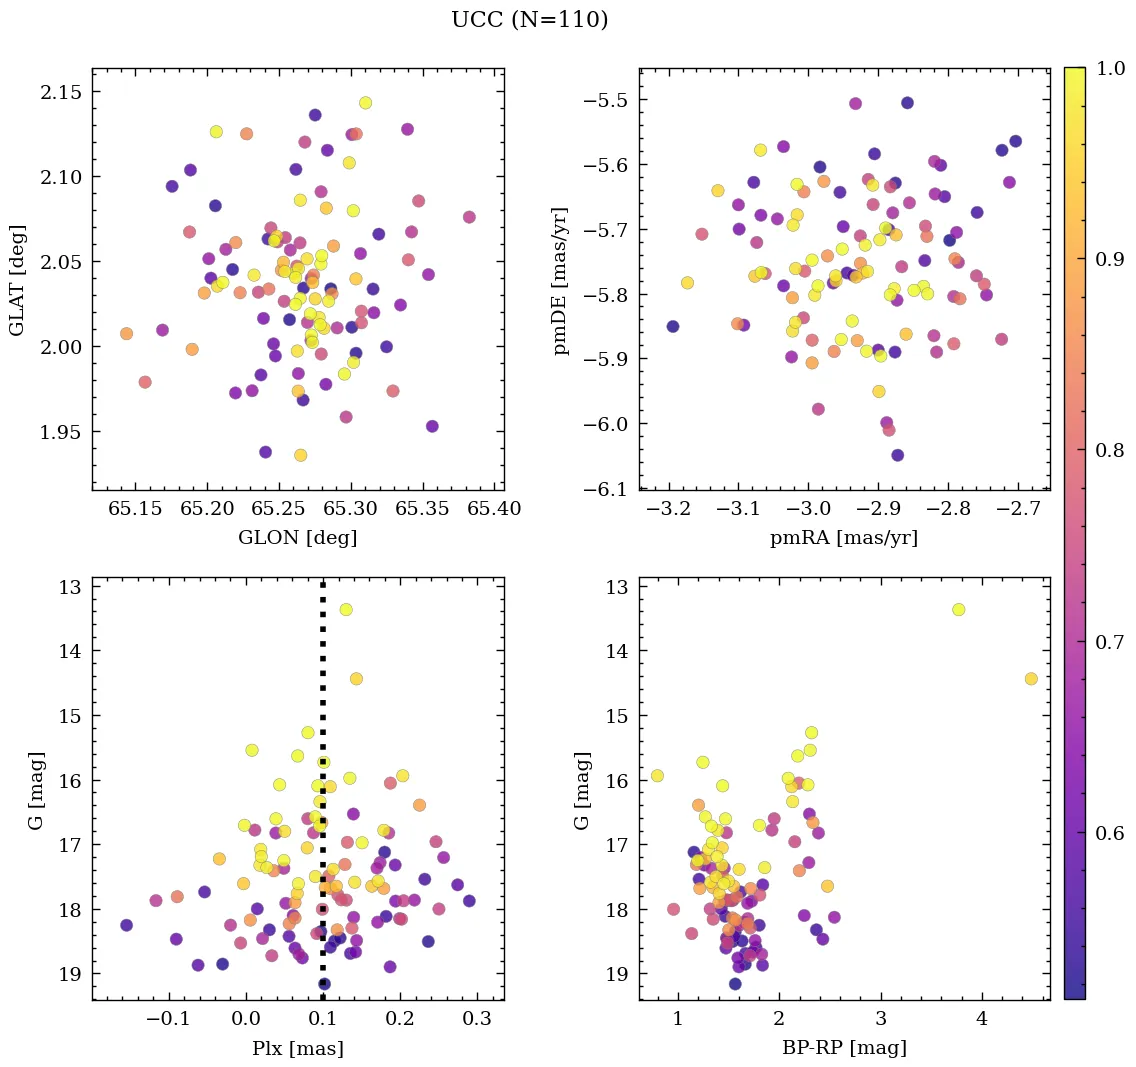 UCC (N=110)
2.15
2.10
2.05
2.00
1.95
GLAT [deg]
65.15 65.20 65.25 65.30 65.35 65.40
GLON [deg]
−5.5
−5.6
−5.7
−5.8
−5.9
−6.0
−6.1
pmDE [mas/yr]
−3.2 −3.1 −3.0 −2.9 −2.8 −2.7
pmRA [mas/yr]
13
14
15
16
17
18
19
G [mag]
−0.1 0.0 0.1 0.2 0.3
Plx [mas]
13
14
15
16
17
18
19
G [mag]
1 2 3 4
BP-RP [mag]
1.0
0.9
0.8
0.7
0.6